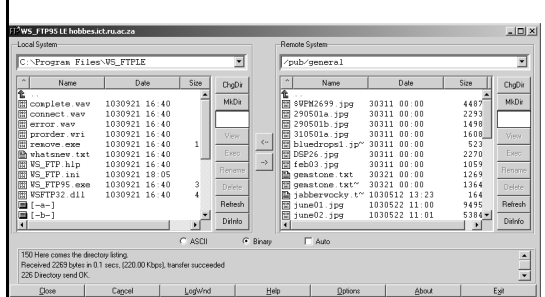 WS_FTP95 LE hobbes.ict.ru.ac.za
Local System
C:\Program Files\WS_FTPLE
^ Name Date Size
..
complete.wav 1030921 16:40
connect.wav 1030921 16:40
error.wav 1030921 16:40
prorder.wri 1030921 16:40
remove.exe 1030921 16:40 1
whatsnew.txt 1030921 16:40
WS_FTP.hlp 1030921 16:40
WS_FTP.ini 1030921 18:05
WS_FTP95.exe 1030921 16:40 3
WSFTP32.dll 1030921 16:40 4
[-a-]
[-b-]
ChgDir
MkDir
View
Exec
Rename
Delete
Refresh
DirInfo
<--
-->
Remote System
/pub/general
^ Name Date Size
..
$WPM2699.jpg 30311 00:00 4487
290501a.jpg 30311 00:00 2293
290501b.jpg 30311 00:00 1498
310501a.jpg 30311 00:00 1608
bluedrops1.jp~ 30311 00:00 523
DSP26.jpg 30311 00:00 2270
feb03.jpg 30311 00:00 1059
gemstone.txt 30321 00:00 1269
gemstone.txt~ 30321 00:00 1364
jabberwocky.t~ 1030512 13:23 164
june01.jpg 1030522 11:00 9495
june02.jpg 1030522 11:01 5384
ChgDir
MkDir
View
Exec
Rename
Delete
Refresh
DirInfo
ASCII Binary Auto
150 Here comes the directory listing.
Received 2269 bytes in 0.1 secs, (220.00 Kbps), transfer succeeded
226 Directory send OK.
Close Cancel LogWnd Help Options About Exit